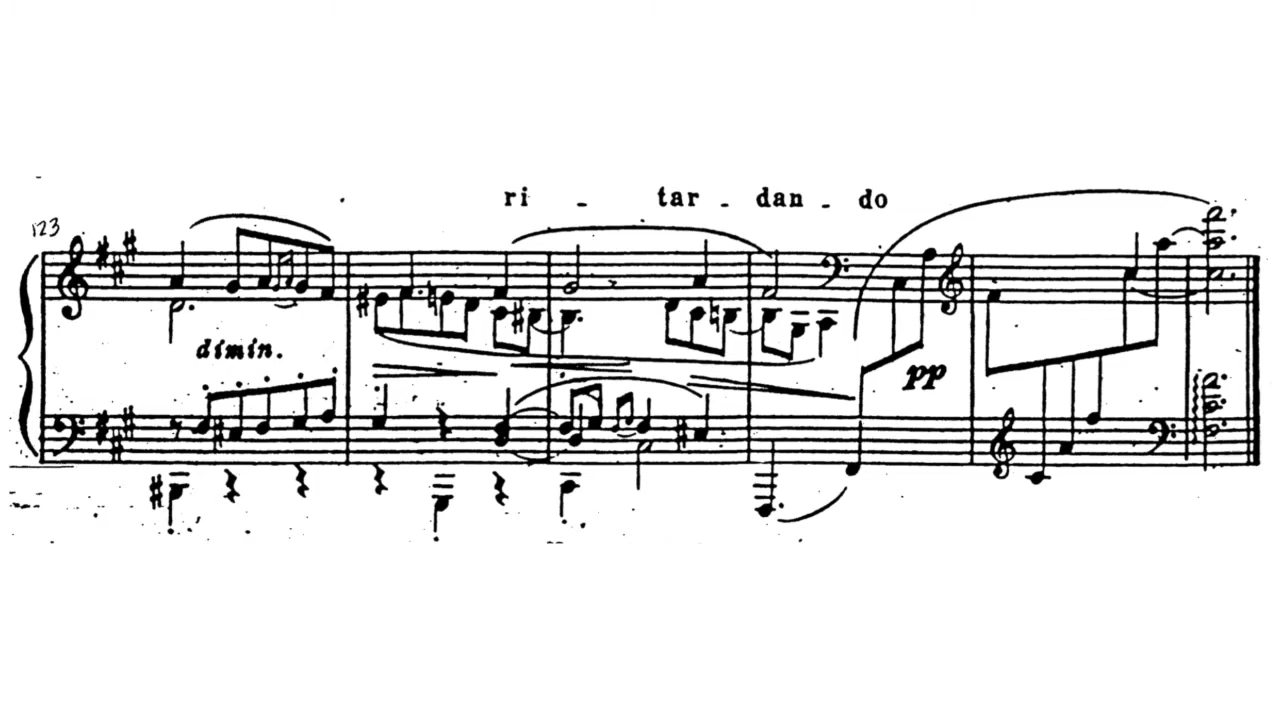 ri - tar - dan - do
123
dimin.
pp